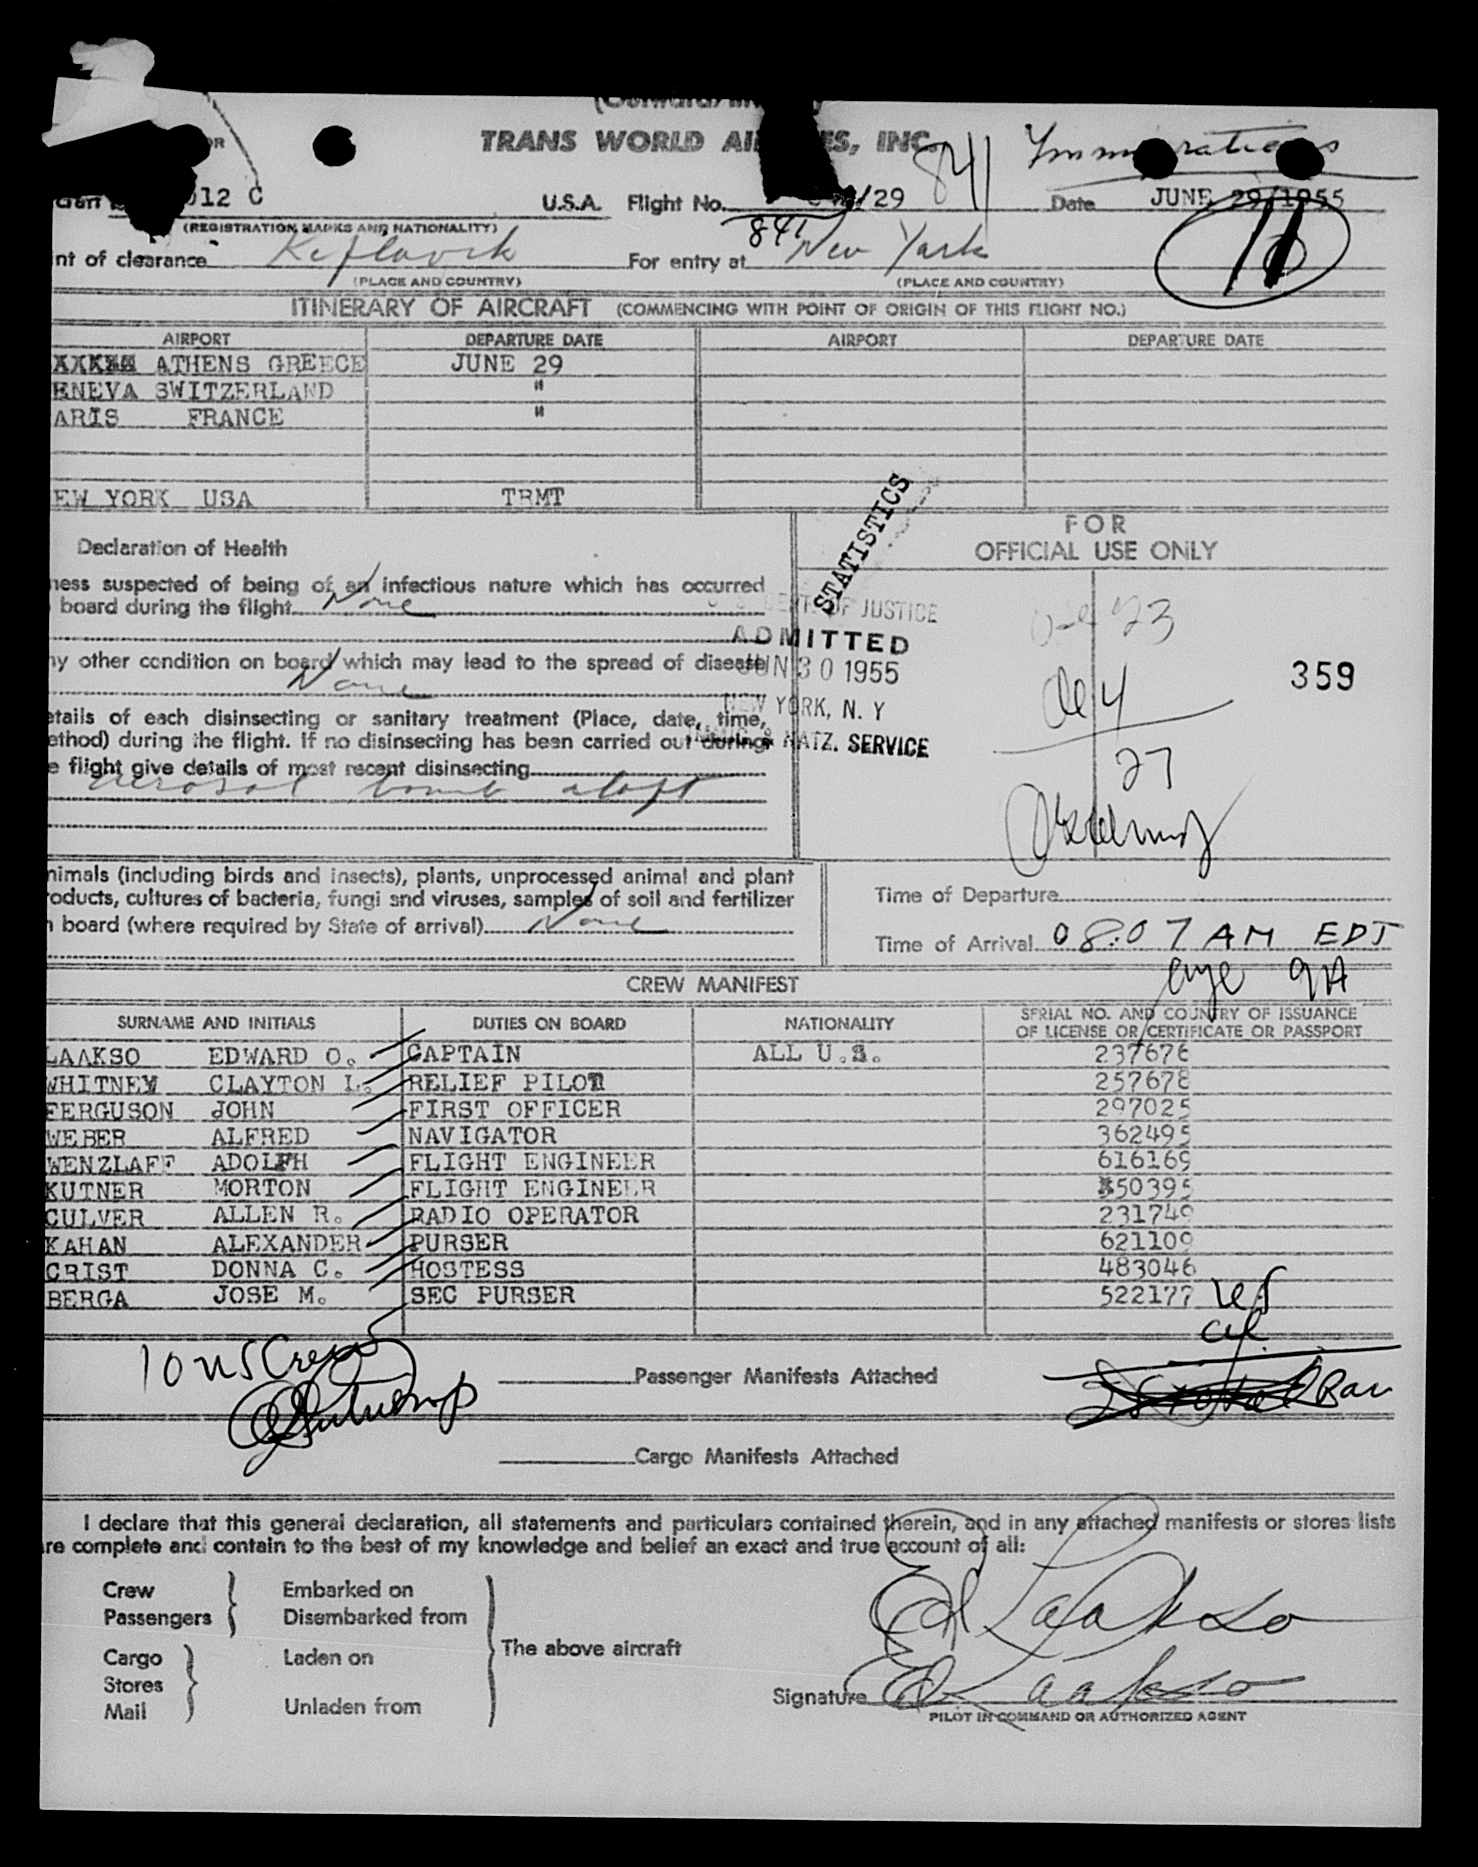 TRANS WORLD AI ES, INC
841 Immigrations
012 C U.S.A. Flight No. /29 Date JUNE 29/1955
(REGISTRATION MARKS AND NATIONALITY)
841
11
nt of clearance Keflavik For entry at New York
(PLACE AND COUNTRY) (PLACE AND COUNTRY)
ITINERARY OF AIRCRAFT (COMMENCING WITH POINT OF ORIGIN OF THIS FLIGHT NO.)
AIRPORT DEPARTURE DATE AIRPORT DEPARTURE DATE
ATHENS GREECE JUNE 29
ENEVA SWITZERLAND "
ARIS FRANCE "
EW YORK USA TRMT
FOR
OFFICIAL USE ONLY
STATISTICS
Declaration of Health
ness suspected of being of an infectious nature which has occurred
board during the flight None
DEPT. OF JUSTICE
ADMITTED
JUN 30 1955
NEW YORK, N. Y
IMMIG. & NATZ. SERVICE
ny other condition on board which may lead to the spread of disease
None
etails of each disinsecting or sanitary treatment (Place, date, time,
ethod) during the flight. If no disinsecting has been carried out during
e flight give details of most recent disinsecting
aerosol bomb aloft
23
4
27
359
nimals (including birds and insects), plants, unprocessed animal and plant
roducts, cultures of bacteria, fungi and viruses, samples of soil and fertilizer
n board (where required by State of arrival) None
Time of Departure
Time of Arrival 08:07 AM EDT
CREW MANIFEST
SURNAME AND INITIALS DUTIES ON BOARD NATIONALITY SERIAL NO. AND COUNTRY OF ISSUANCE
OF LICENSE OR CERTIFICATE OR PASSPORT
LAAKSO EDWARD O. CAPTAIN ALL U.S. 237676
WHITNEY CLAYTON L. RELIEF PILOT 257678
FERGUSON JOHN FIRST OFFICER 297025
WEBER ALFRED NAVIGATOR 362495
WENZLAFF ADOLPH FLIGHT ENGINEER 616169
KUTNER MORTON FLIGHT ENGINEER 350395
CULVER ALLEN R. RADIO OPERATOR 231749
KAHAN ALEXANDER PURSER 621109
CRIST DONNA C. HOSTESS 483046
BERGA JOSE M. SEC PURSER 522177
10 US Crew
Passenger Manifests Attached
Cargo Manifests Attached
I declare that this general declaration, all statements and particulars contained therein, and in any attached manifests or stores lists
re complete and contain to the best of my knowledge and belief an exact and true account of all:
Crew Embarked on
Passengers Disembarked from
The above aircraft
Cargo Laden on
Stores
Mail Unladen from
Ed Laakso
Signature Ed Laakso
PILOT IN COMMAND OR AUTHORIZED AGENT